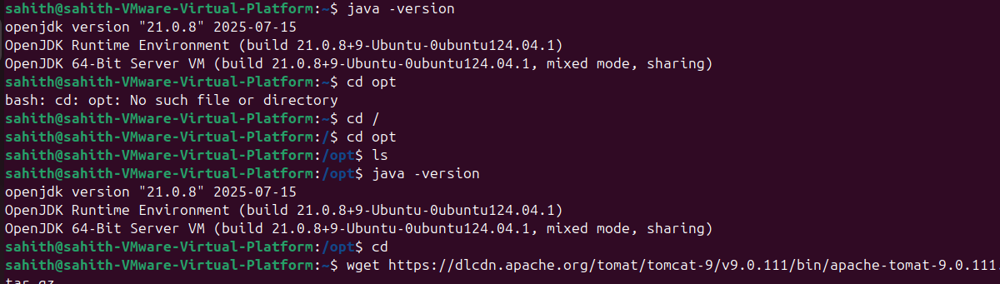 sahith@sahith-VMware-Virtual-Platform:~$ java -version
openjdk version "21.0.8" 2025-07-15
OpenJDK Runtime Environment (build 21.0.8+9-Ubuntu-0ubuntu124.04.1)
OpenJDK 64-Bit Server VM (build 21.0.8+9-Ubuntu-0ubuntu124.04.1, mixed mode, sharing)
sahith@sahith-VMware-Virtual-Platform:~$ cd opt
bash: cd: opt: No such file or directory
sahith@sahith-VMware-Virtual-Platform:~$ cd /
sahith@sahith-VMware-Virtual-Platform:/$ cd opt
sahith@sahith-VMware-Virtual-Platform:/opt$ ls
sahith@sahith-VMware-Virtual-Platform:/opt$ java -version
openjdk version "21.0.8" 2025-07-15
OpenJDK Runtime Environment (build 21.0.8+9-Ubuntu-0ubuntu124.04.1)
OpenJDK 64-Bit Server VM (build 21.0.8+9-Ubuntu-0ubuntu124.04.1, mixed mode, sharing)
sahith@sahith-VMware-Virtual-Platform:/opt$ cd
sahith@sahith-VMware-Virtual-Platform:~$ wget https://dlcdn.apache.org/tomat/tomcat-9/v9.0.111/bin/apache-tomat-9.0.111.
tar.gz